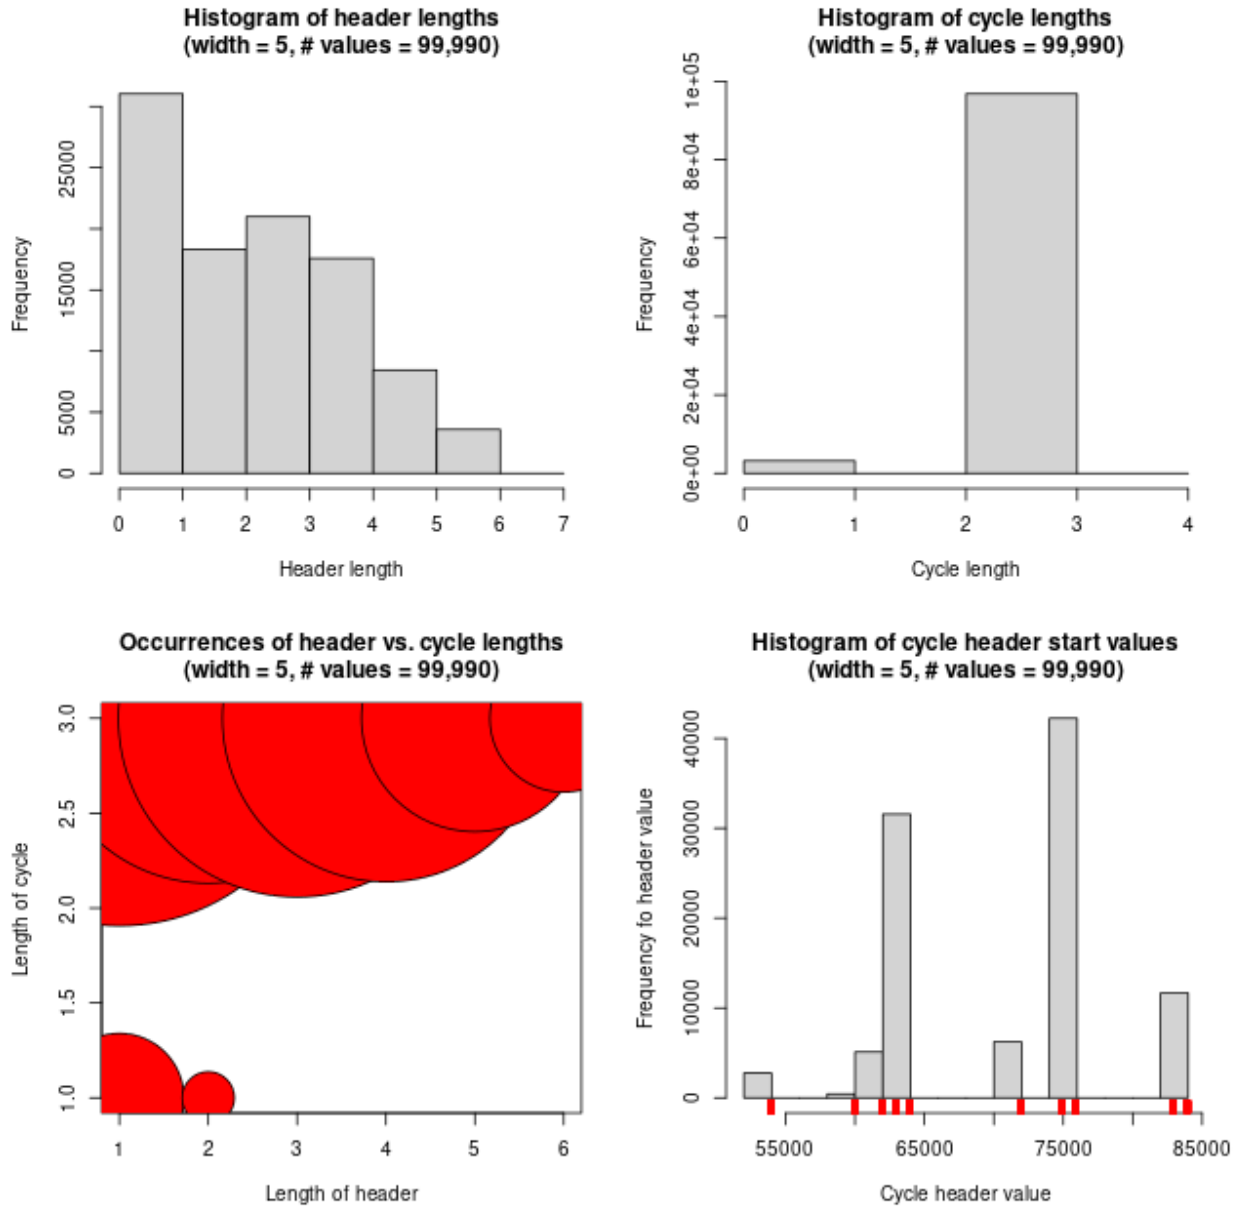 Histogram of header lengths
(width = 5, # values = 99,990)
Frequency
25000
15000
5000
0
0 1 2 3 4 5 6 7
Header length
Histogram of cycle lengths
(width = 5, # values = 99,990)
Frequency
1e+05
8e+04
6e+04
4e+04
2e+04
0e+00
0 1 2 3 4
Cycle length
Occurrences of header vs. cycle lengths
(width = 5, # values = 99,990)
Length of cycle
3.0
2.5
2.0
1.5
1.0
1 2 3 4 5 6
Length of header
Histogram of cycle header start values
(width = 5, # values = 99,990)
Frequency fo header value
40000
30000
20000
10000
0
55000 65000 75000 85000
Cycle header value